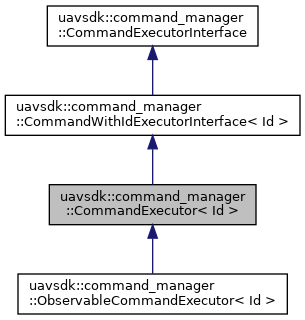 uavsdk::command_manager
::CommandExecutorInterface
uavsdk::command_manager
::CommandWithIdExecutorInterface< Id >
uavsdk::command_manager
::CommandExecutor< Id >
uavsdk::command_manager
::ObservableCommandExecutor< Id >